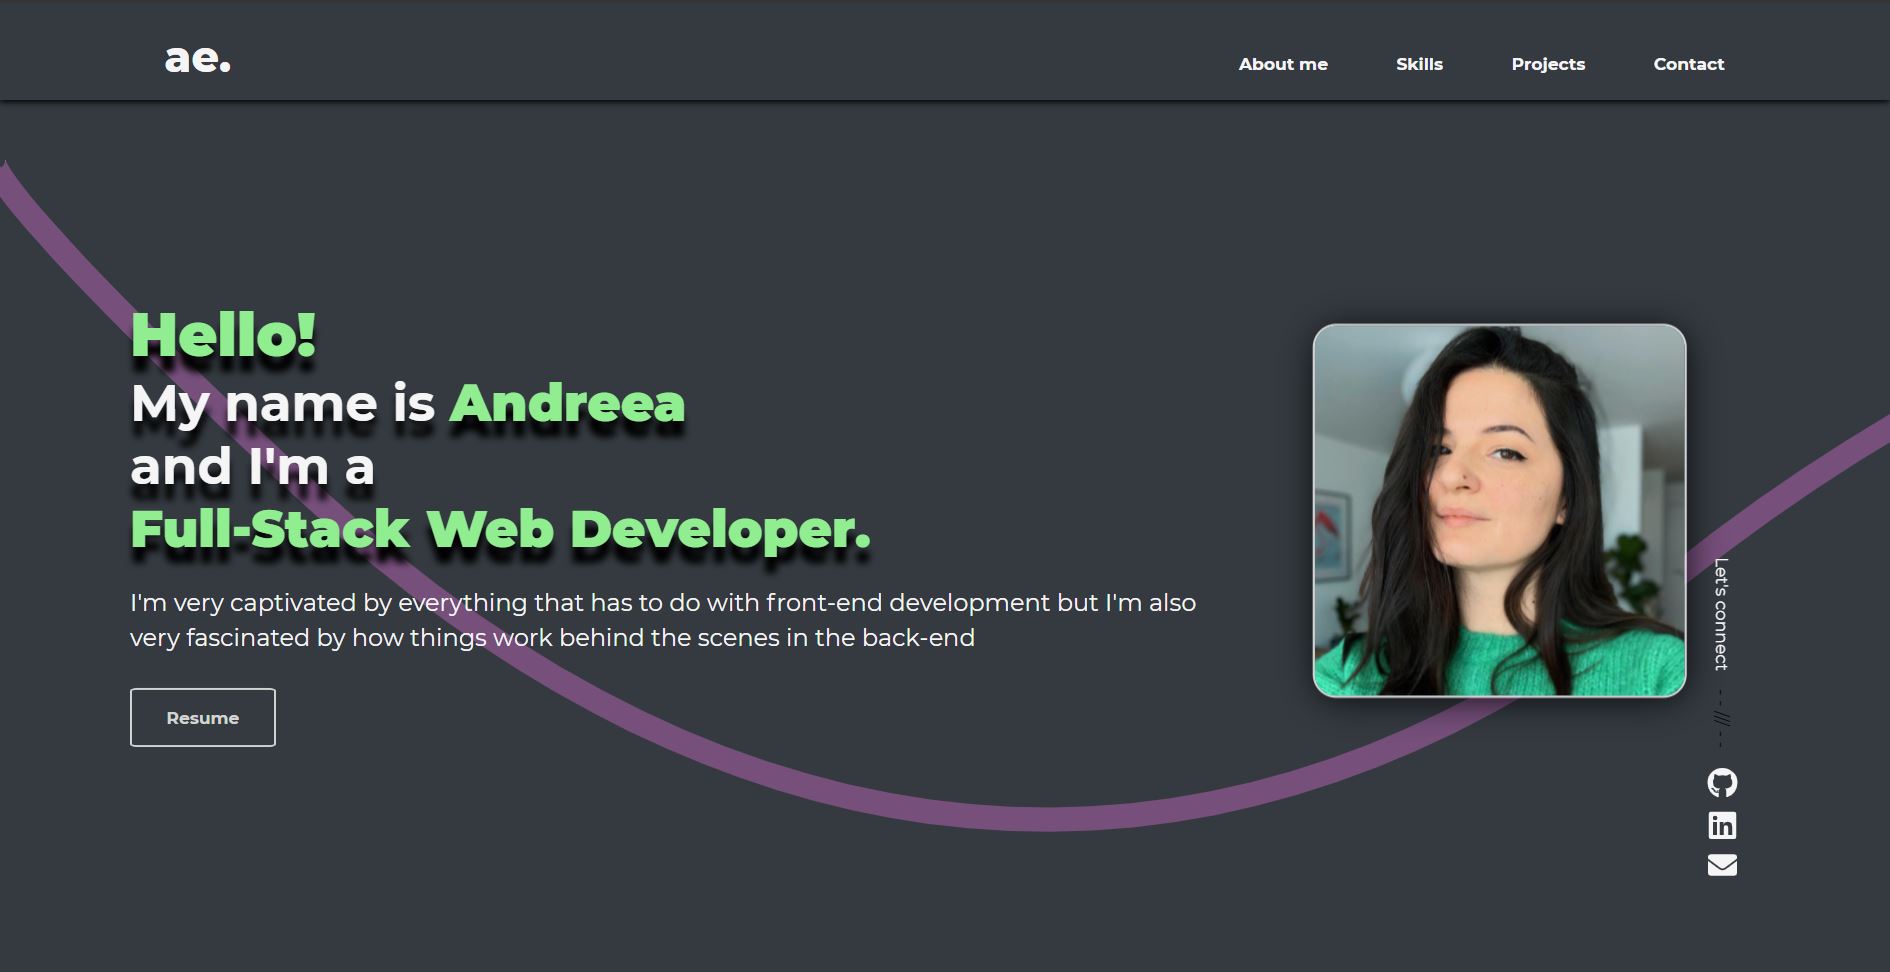 ae.
About me Skills Projects Contact
Hello!
My name is Andreea
and I'm a
Full-Stack Web Developer.
I'm very captivated by everything that has to do with front-end development but I'm also
very fascinated by how things work behind the scenes in the back-end
Resume
Let's connect - - /// - -
in